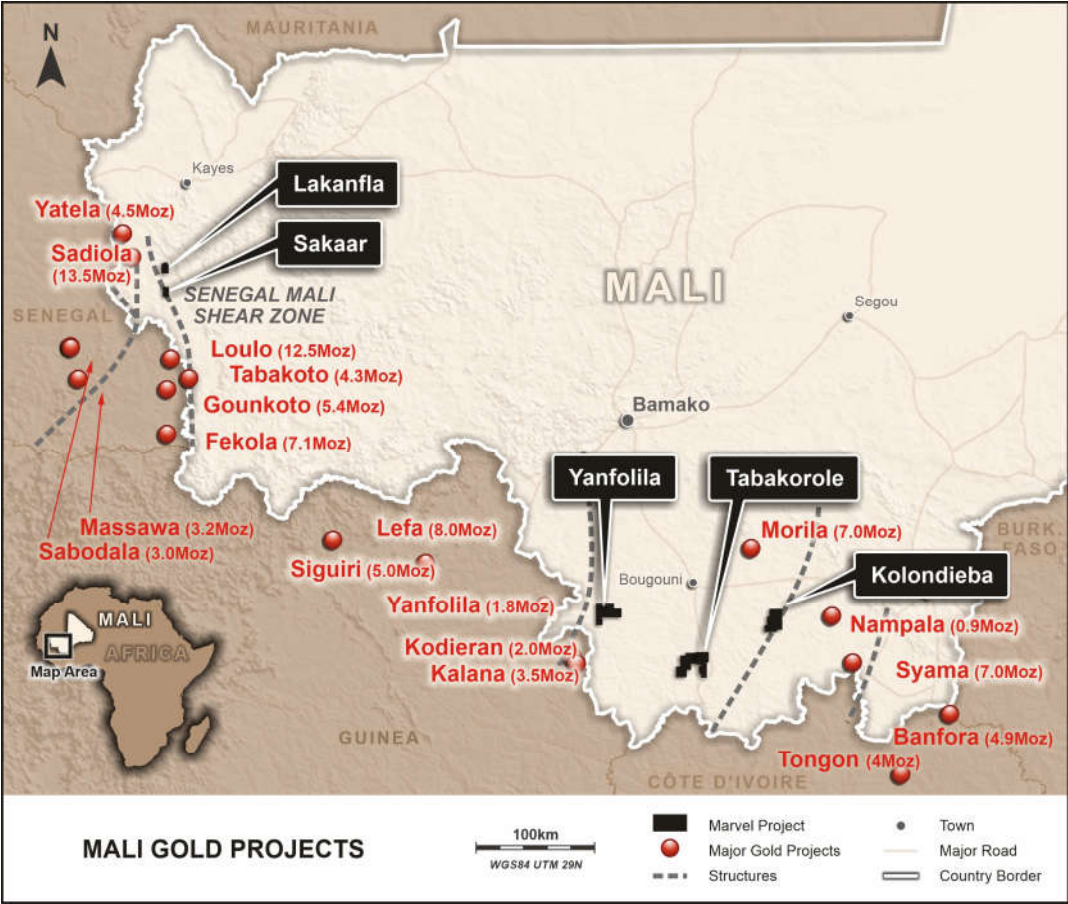 N
MAURITANIA
Kayes
Lakanfla
Yatela (4.5Moz)
Sakaar
Sadiola
(13.5Moz)
MALI
SENEGAL MALI
SHEAR ZONE
Segou
SENEGAL
Loulo (12.5Moz)
Tabakoto (4.3Moz)
Gounkoto (5.4Moz)
Bamako
Fekola (7.1Moz)
Yanfolila
Tabakorole
Massawa (3.2Moz)
Lefa (8.0Moz)
Morila (7.0Moz)
BURK.
FASO
Sabodala (3.0Moz)
Siguiri (5.0Moz)
Bougouni
Kolondieba
Yanfolila (1.8Moz)
MALI
AFRICA
Map Area
Nampala (0.9Moz)
Kodieran (2.0Moz)
Kalana (3.5Moz)
Syama (7.0Moz)
GUINEA
Banfora (4.9Moz)
Tongon (4Moz)
CÔTE D'IVOIRE
MALI GOLD PROJECTS
100km
WGS84 UTM 29N
Marvel Project
Major Gold Projects
Structures
Town
Major Road
Country Border